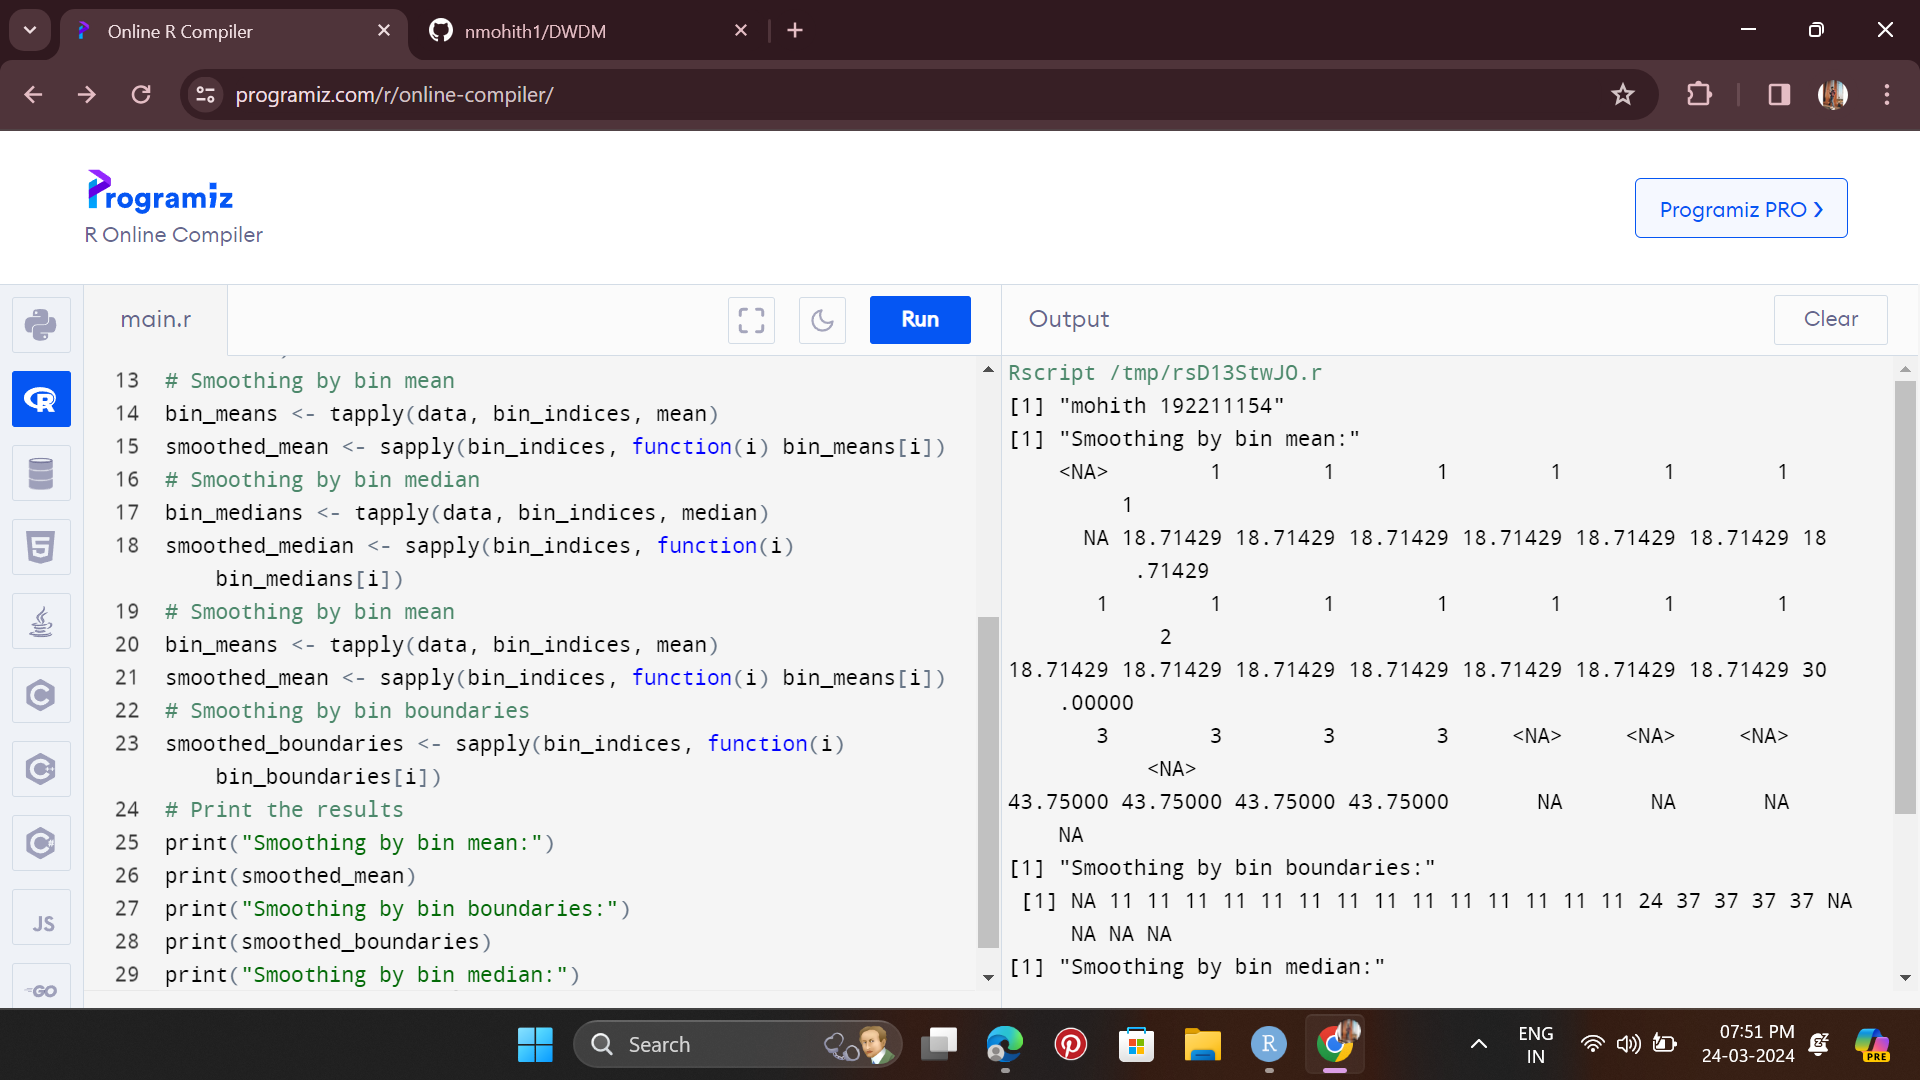 Online R Compiler
nmohith1/DWDM
programiz.com/r/online-compiler/
Programiz
R Online Compiler
Programiz PRO
main.r
Run
Output
Clear
13 # Smoothing by bin mean
14 bin_means <- tapply(data, bin_indices, mean)
15 smoothed_mean <- sapply(bin_indices, function(i) bin_means[i])
16 # Smoothing by bin median
17 bin_medians <- tapply(data, bin_indices, median)
18 smoothed_median <- sapply(bin_indices, function(i)
bin_medians[i])
19 # Smoothing by bin mean
20 bin_means <- tapply(data, bin_indices, mean)
21 smoothed_mean <- sapply(bin_indices, function(i) bin_means[i])
22 # Smoothing by bin boundaries
23 smoothed_boundaries <- sapply(bin_indices, function(i)
bin_boundaries[i])
24 # Print the results
25 print("Smoothing by bin mean:")
26 print(smoothed_mean)
27 print("Smoothing by bin boundaries:")
28 print(smoothed_boundaries)
29 print("Smoothing by bin median:")
Rscript /tmp/rsD13StwJO.r
[1] "mohith 192211154"
[1] "Smoothing by bin mean:"
<NA> 1 1 1 1 1 1
1
NA 18.71429 18.71429 18.71429 18.71429 18.71429 18.71429 18
.71429
1 1 1 1 1 1 1
2
18.71429 18.71429 18.71429 18.71429 18.71429 18.71429 18.71429 30
.00000
3 3 3 3 <NA> <NA> <NA>
<NA>
43.75000 43.75000 43.75000 43.75000 NA NA NA
NA
[1] "Smoothing by bin boundaries:"
[1] NA 11 11 11 11 11 11 11 11 11 11 11 11 11 11 24 37 37 37 37 NA
NA NA NA
[1] "Smoothing by bin median:"
JS
GO
Search
R
PRE
ENG
IN
07:51 PM
24-03-2024